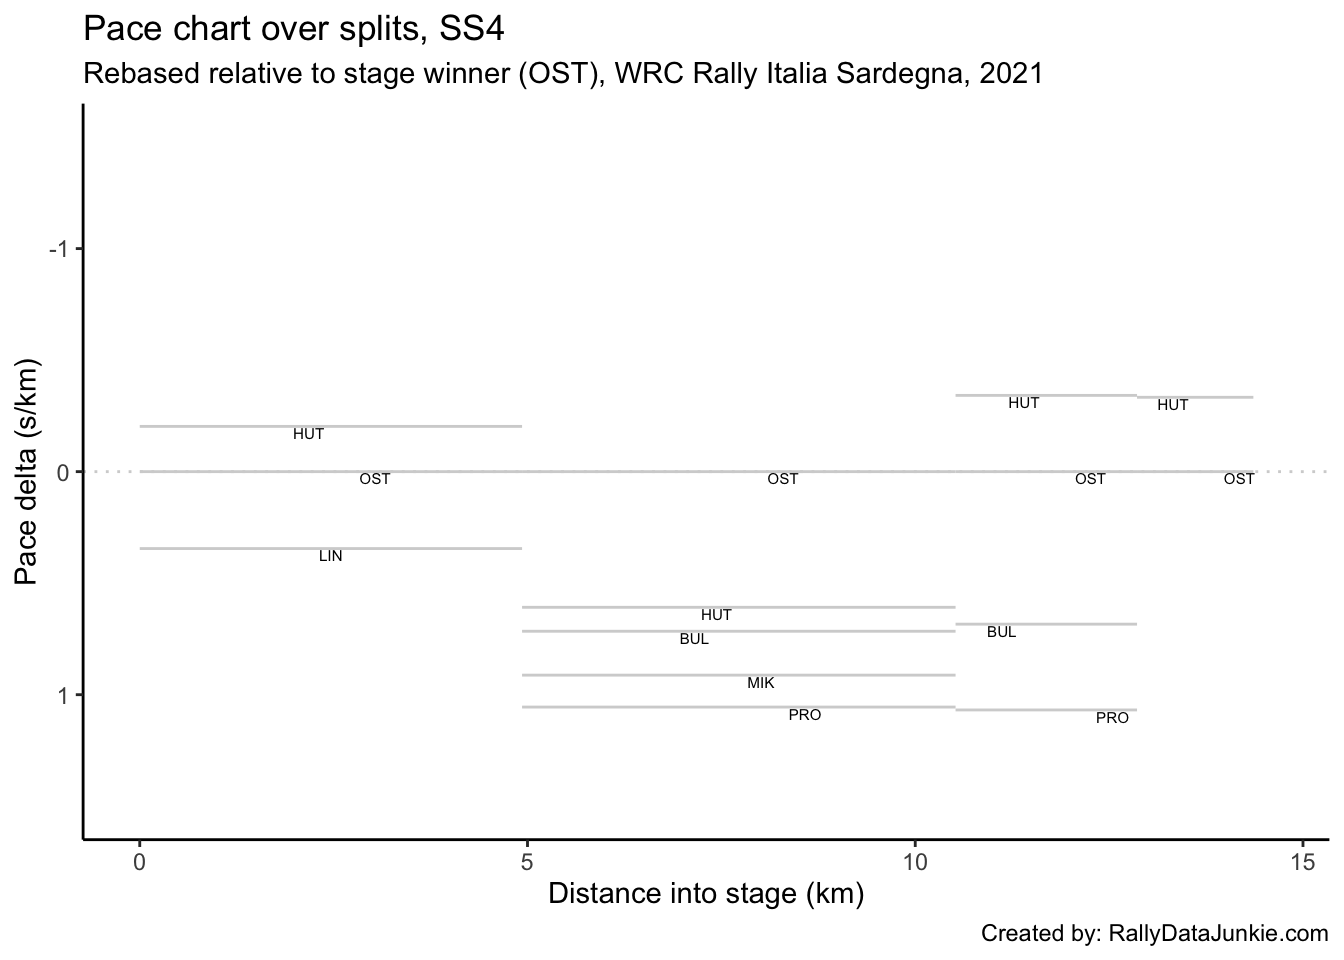 Pace chart over splits, SS4
Rebased relative to stage winner (OST), WRC Rally Italia Sardegna, 2021
Pace delta (s/km)
-1
0
1
HUT
HUT
HUT
OST
OST
OST
OST
LIN
HUT
BUL
BUL
MIK
PRO
PRO
0
5
10
15
Distance into stage (km)
Created by: RallyDataJunkie.com